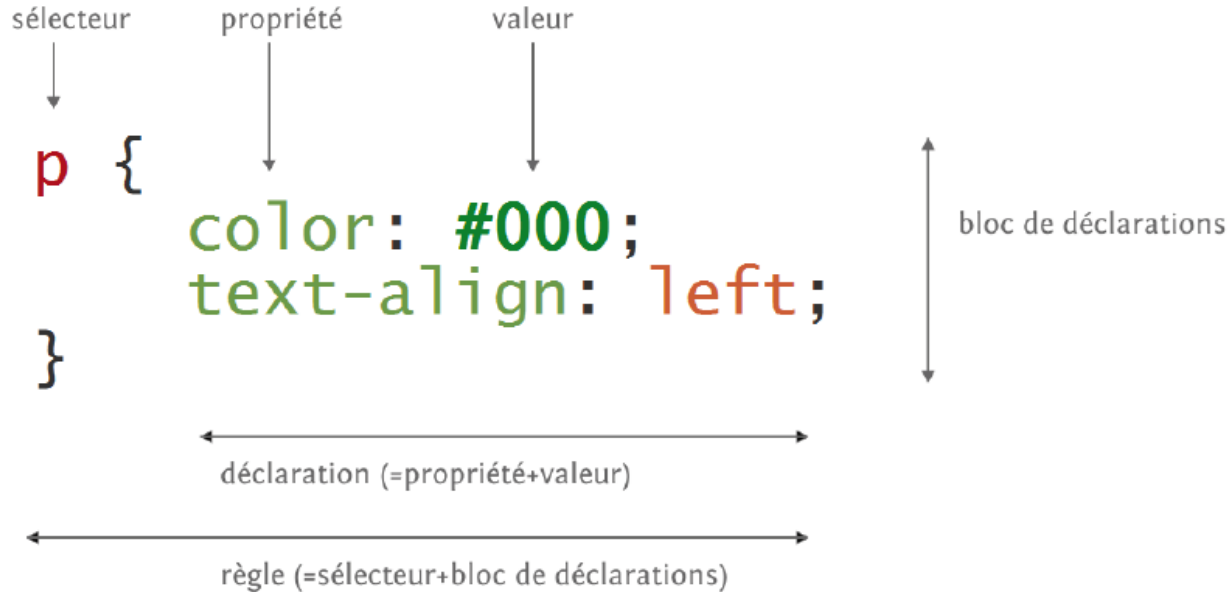 sélecteur propriété valeur
p {
color: #000;
bloc de déclarations
text-align: left;
}
déclaration (=propriété+valeur)
règle (=sélecteur+bloc de déclarations)